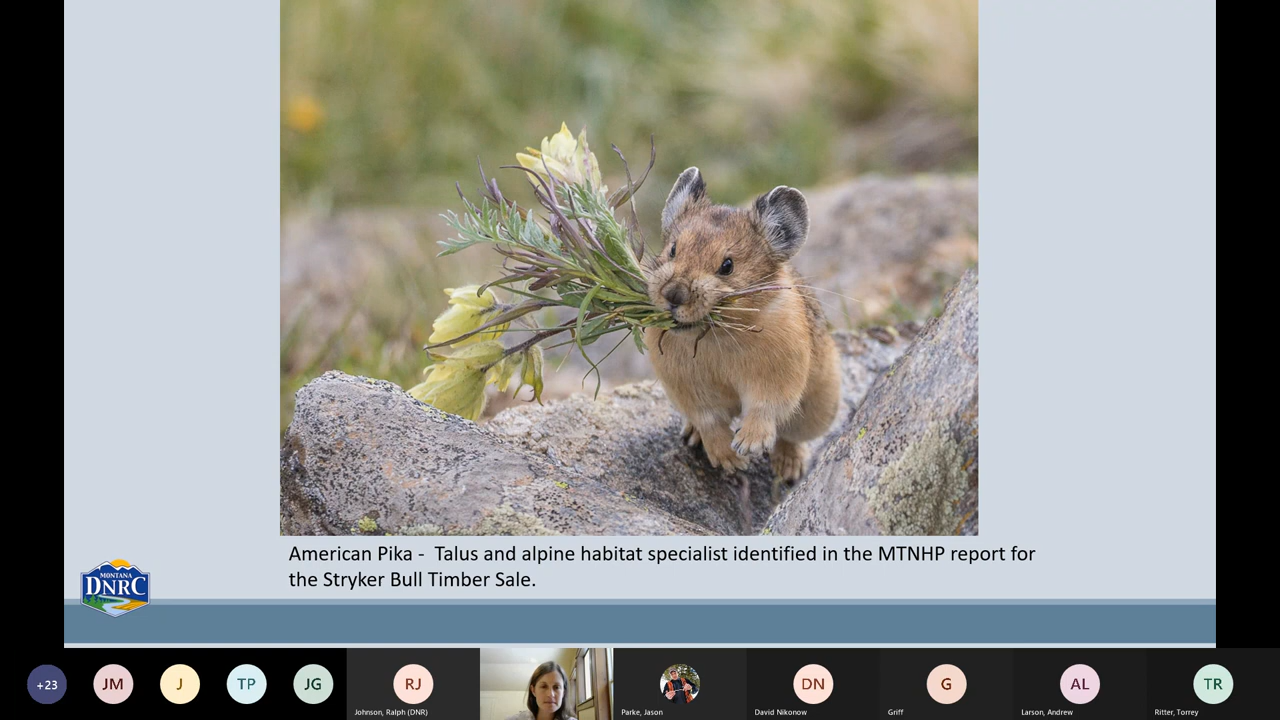 American Pika -  Talus and alpine habitat specialist identified in the MTNHP report for
the Stryker Bull Timber Sale.
MONTANA
DNRC
+23
JM
J
TP
JG
RJ
DN
G
AL
TR
Johnson, Ralph (DNR)
Parke, Jason
David Nikonow
Griff
Larson, Andrew
Ritter, Torrey